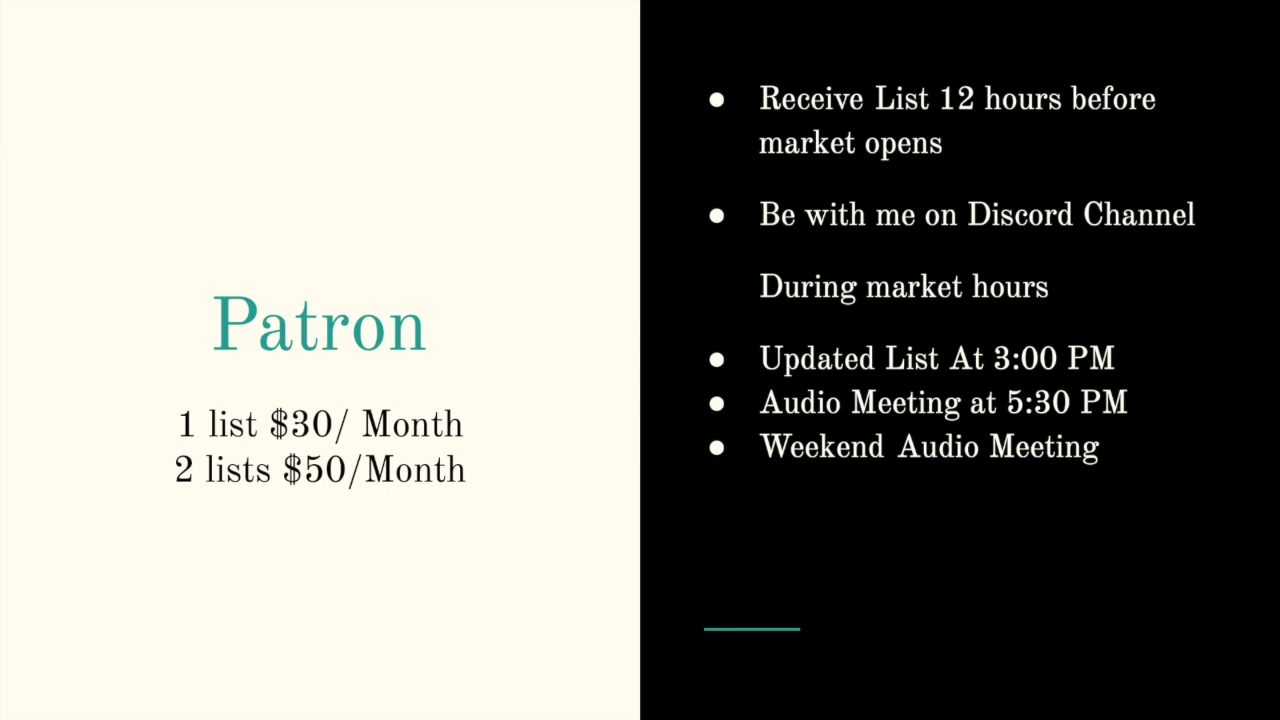 Patron
1 list $30/ Month
2 lists $50/Month
● Receive List 12 hours before
market opens
● Be with me on Discord Channel
During market hours
● Updated List At 3:00 PM
● Audio Meeting at 5:30 PM
● Weekend Audio Meeting